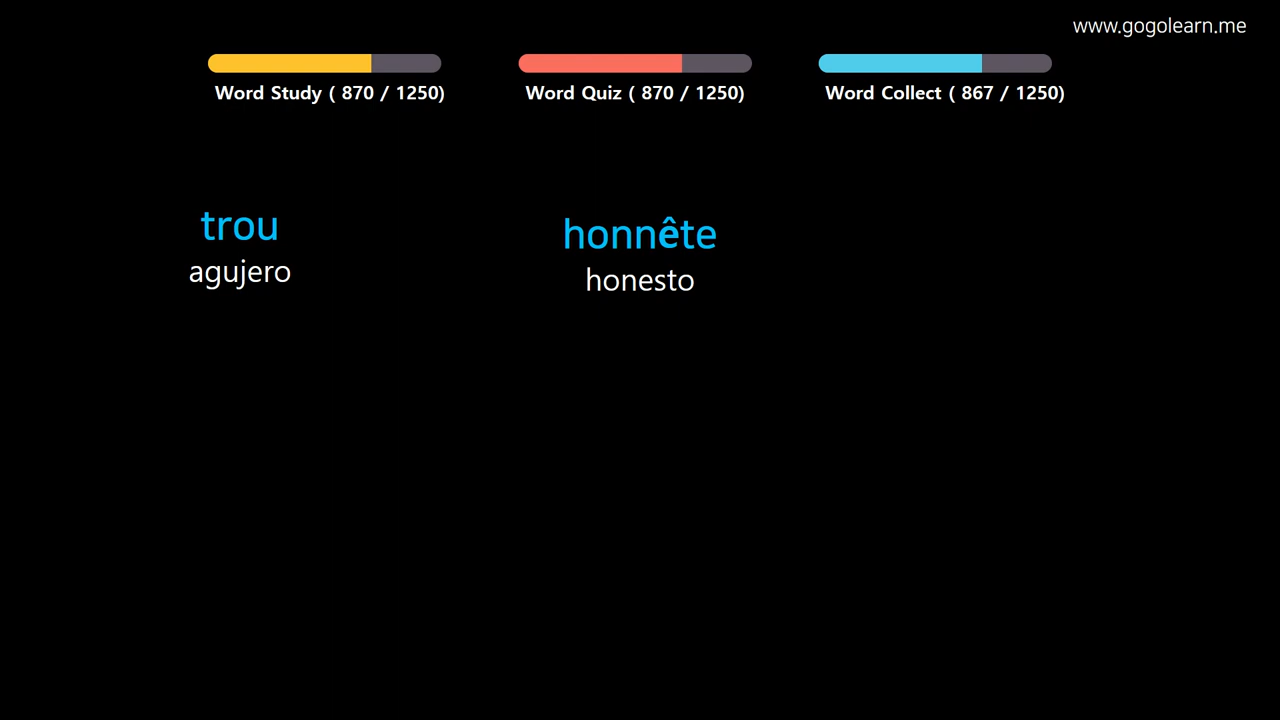 www.gogolearn.me
Word Study ( 870 / 1250)
Word Quiz ( 870 / 1250)
Word Collect ( 867 / 1250)
trou
agujero
honnête
honesto